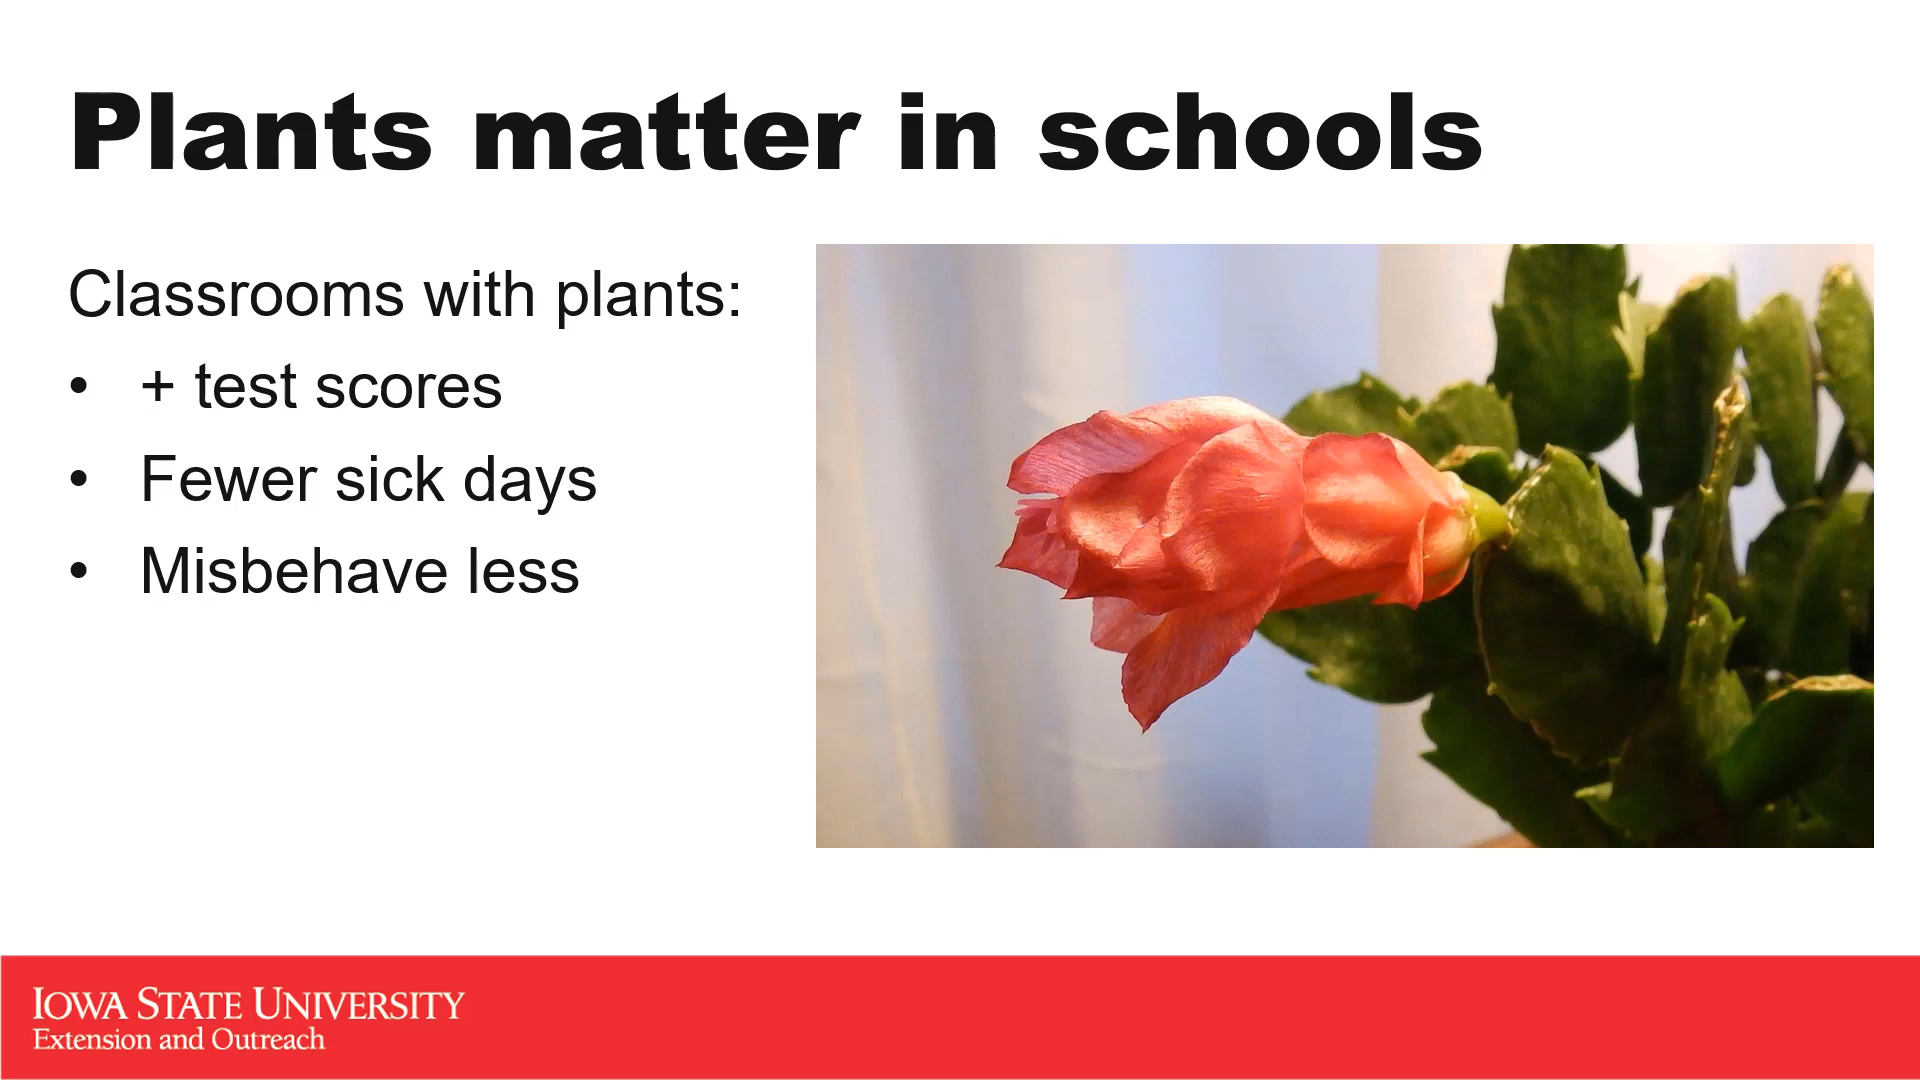 Plants matter in schools
Classrooms with plants:
• + test scores
• Fewer sick days
• Misbehave less
IOWA STATE UNIVERSITY
Extension and Outreach